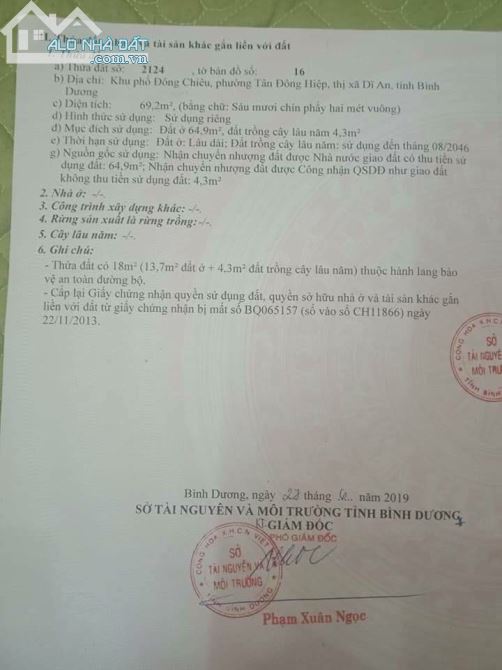 ALO NHÀ ĐẤT
tài sản khác gắn liền với đất
a) Thửa đất số: 2124, tờ bản đồ số: 16
b) Địa chỉ: Khu phố Đông Chiêu, phường Tân Đông Hiệp, thị xã Dĩ An, tỉnh Bình
Dương
c) Diện tích: 69,2m², (bằng chữ: Sáu mươi chín phẩy hai mét vuông)
d) Hình thức sử dụng: Sử dụng riêng
đ) Mục đích sử dụng: Đất ở 64,9m², đất trồng cây lâu năm 4,3m²
e) Thời hạn sử dụng: Đất ở: Lâu dài; Đất trồng cây lâu năm: sử dụng đến tháng 08/2046
g) Nguồn gốc sử dụng: Nhận chuyển nhượng đất được Nhà nước giao đất có thu tiền sử
dụng đất: 64,9m²; Nhận chuyển nhượng đất được Công nhận QSDĐ như giao đất
không thu tiền sử dụng đất: 4,3m²
2. Nhà ở: -/-.
3. Công trình xây dựng khác: -/-.
4. Rừng sản xuất là rừng trồng:-/-.
5. Cây lâu năm: -/-.
6. Ghi chú:
- Thửa đất có 18m² (13,7m² đất ở + 4.3m² đất trồng cây lâu năm) thuộc hành lang bảo
vệ an toàn đường bộ.
- Cấp lại Giấy chứng nhận quyền sử dụng đất, quyền sở hữu nhà ở và tài sản khác gắn
liền với đất từ giấy chứng nhận bị mất số BQ065157 (số vào sổ CH11866) ngày
22/11/2013.
SỞ
TÀI NGUYÊN
MÔI TRƯỜNG
Bình Dương, ngày 23 tháng năm 2019
SỞ TÀI NGUYÊN VÀ MÔI TRƯỜNG TỈNH BÌNH DƯƠNG
KT.GIÁM ĐỐC
PHÓ GIÁM ĐỐC
CỘNG HÒA X.H.C.N VIỆT
SỞ
TÀI NGUYÊN VÀ
MÔI TRƯỜNG
TỈNH BÌNH DƯƠNG
Phạm Xuân Ngọc